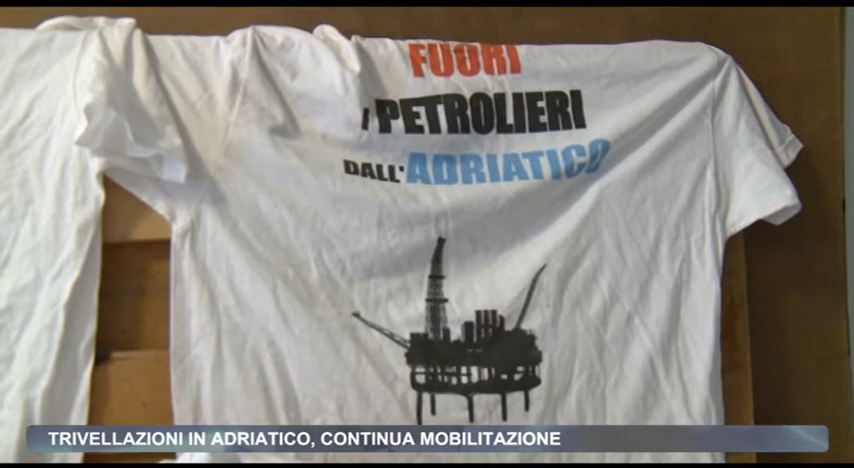 FUORI
I PETROLIERI
DALL'ADRIATICO
TRIVELLAZIONI IN ADRIATICO, CONTINUA MOBILITAZIONE